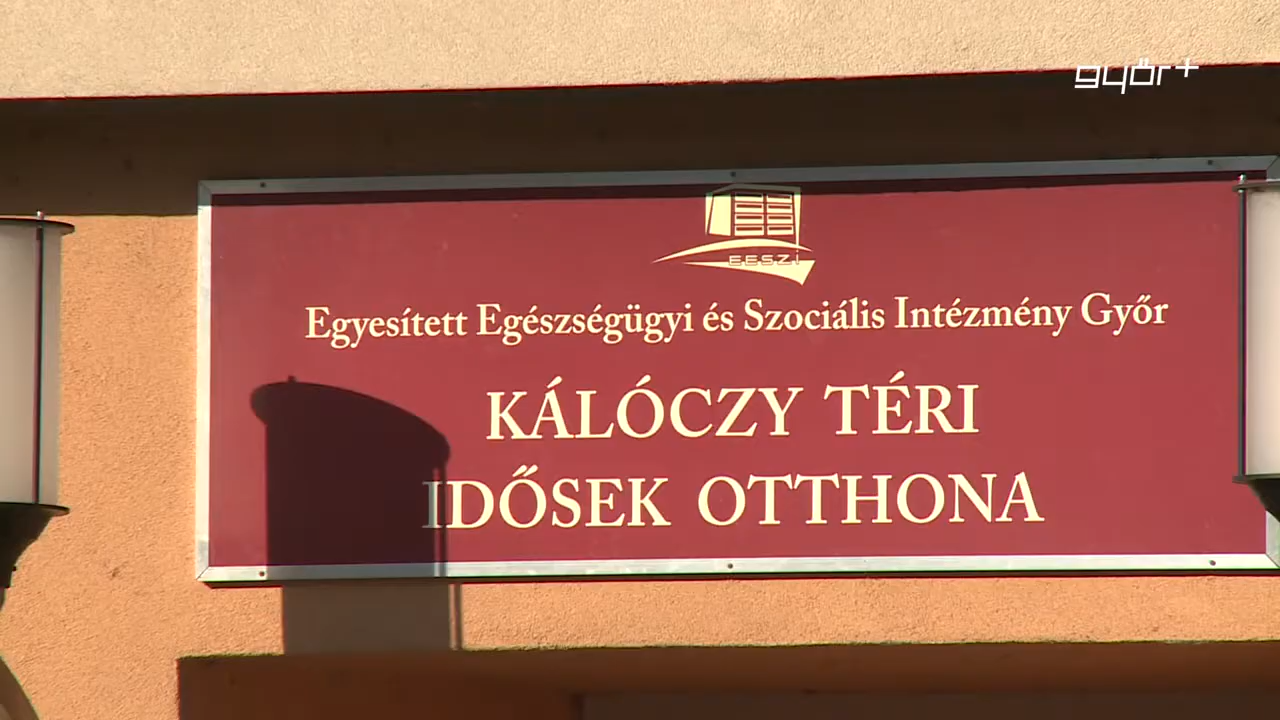 győr+
EESZI
Egyesített Egészségügyi és Szociális Intézmény Győr
KÁLÓCZY TÉRI
IDŐSEK OTTHONA